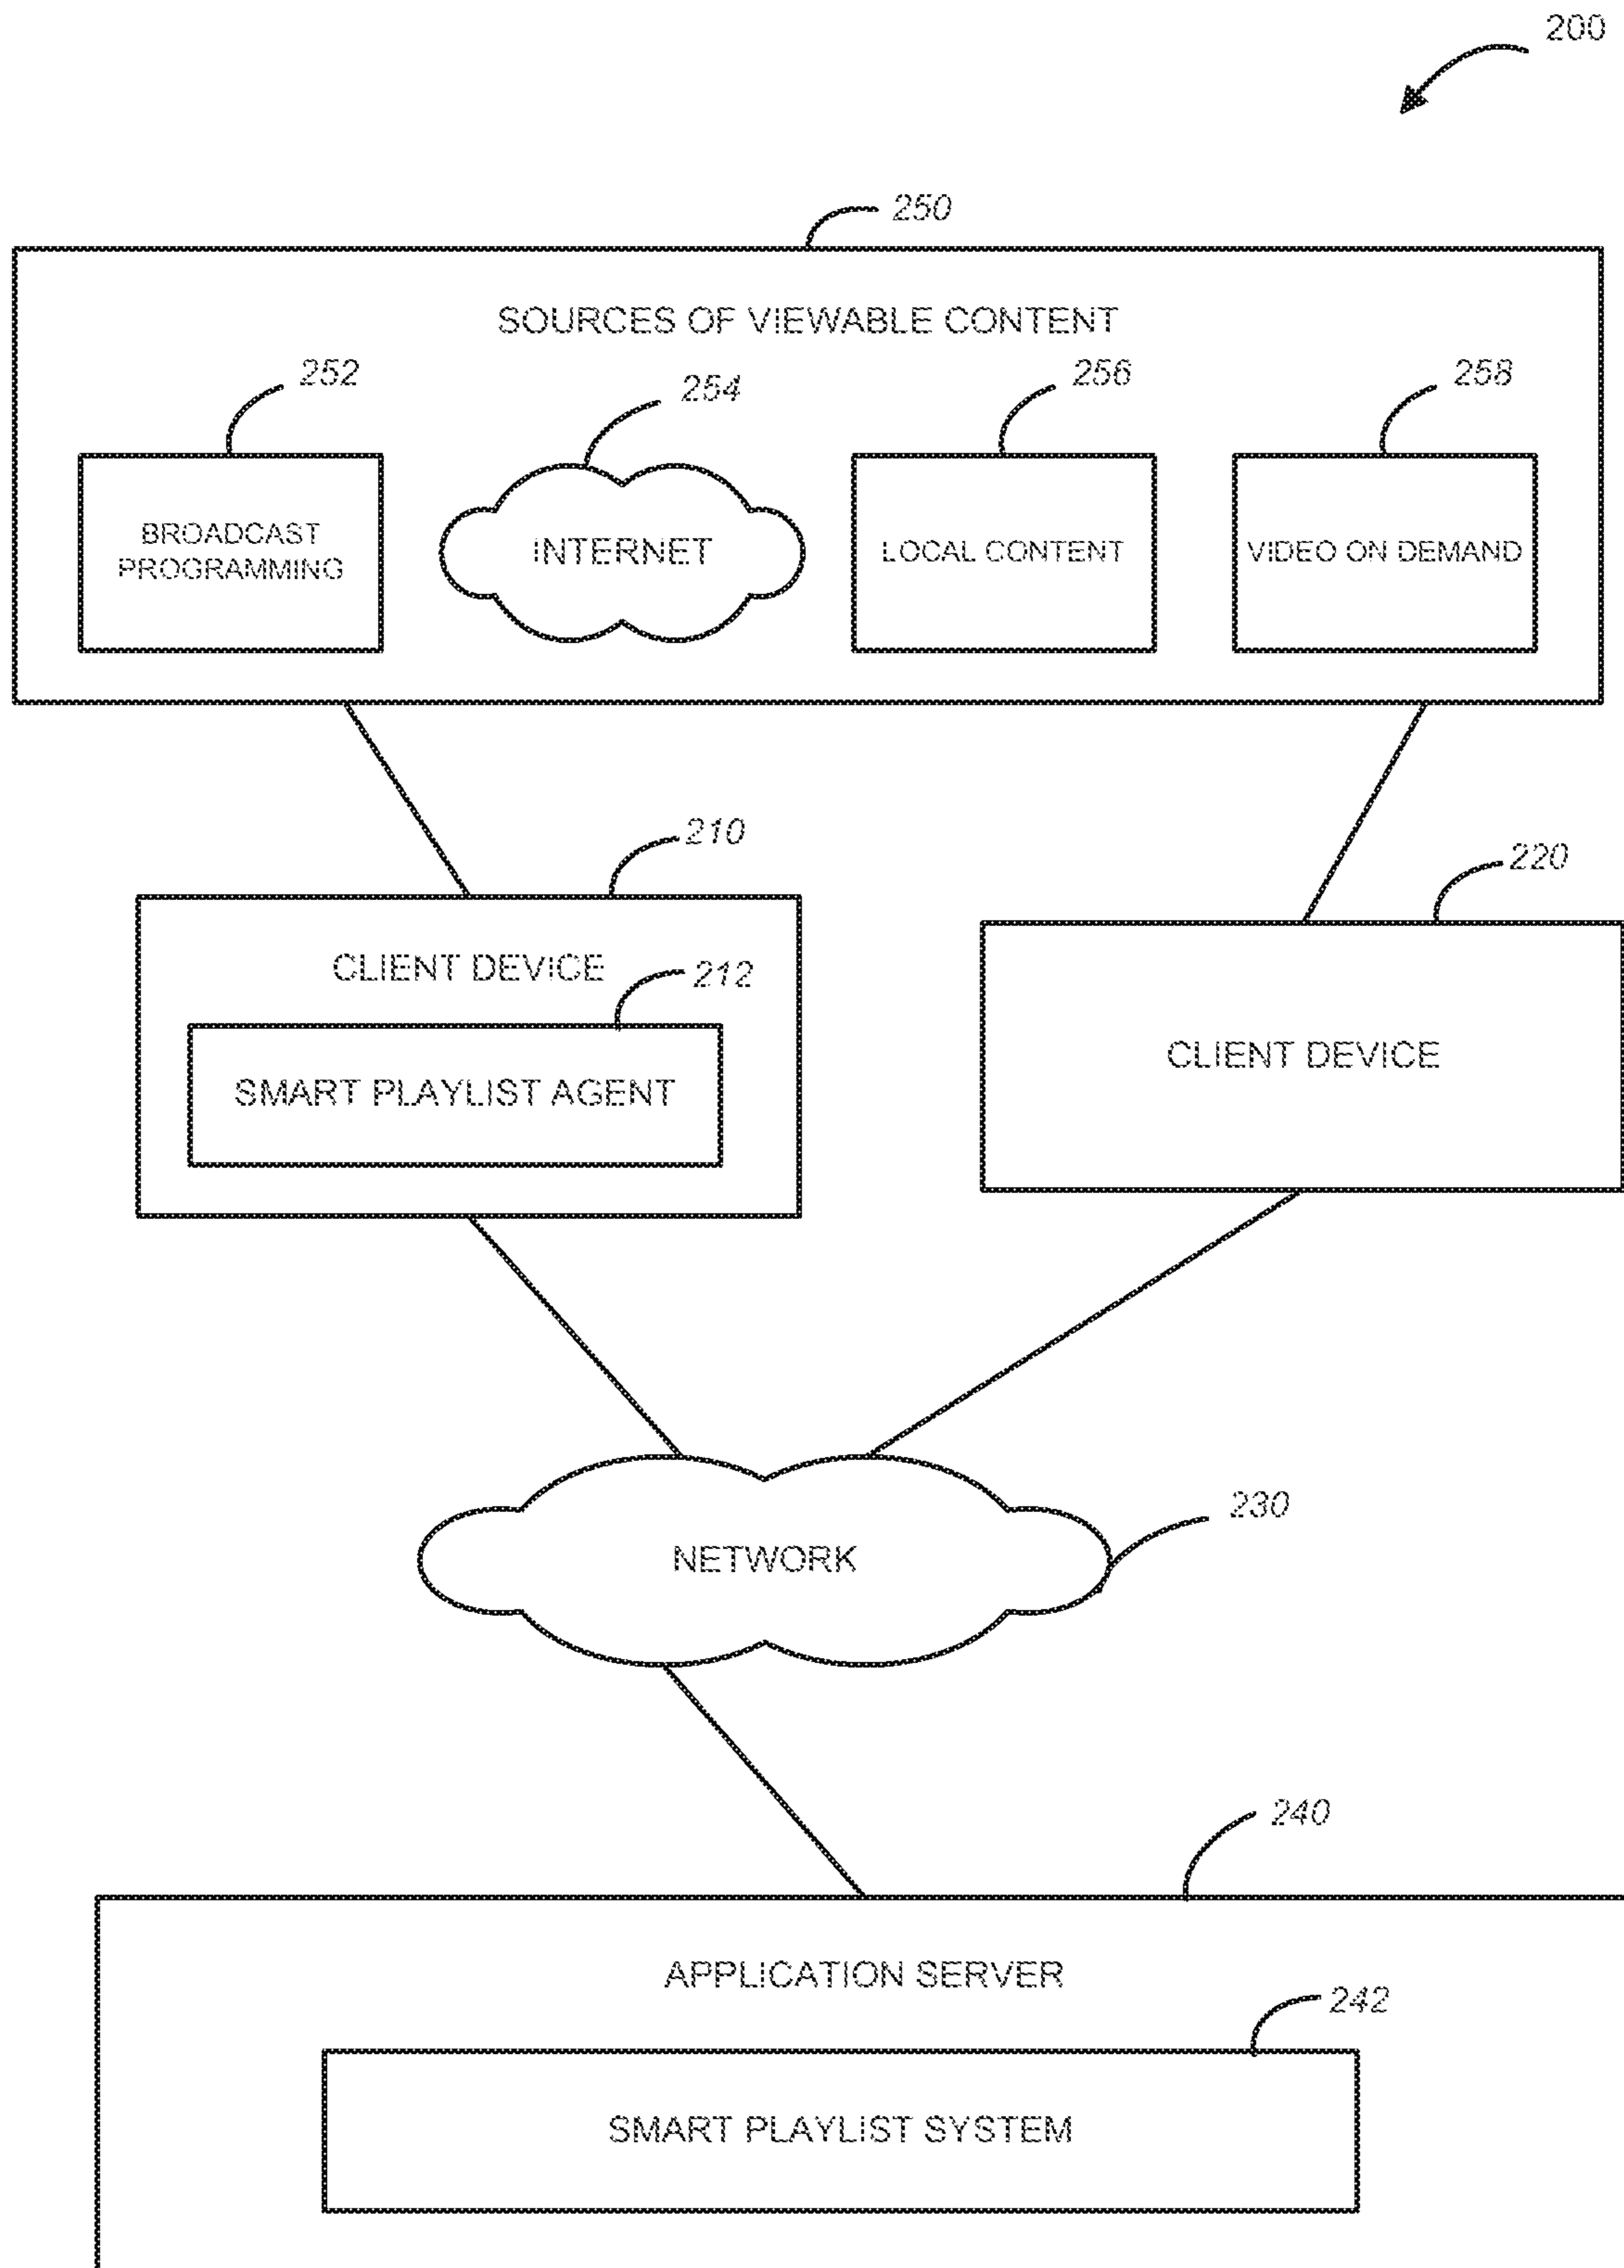 200
250
SOURCES OF VIEWABLE CONTENT
252
254
256
258
BROADCAST
PROGRAMMING
INTERNET
LOCAL CONTENT
VIDEO ON DEMAND
210
220
CLIENT DEVICE
212
SMART PLAYLIST AGENT
CLIENT DEVICE
230
NETWORK
240
APPLICATION SERVER
242
SMART PLAYLIST SYSTEM